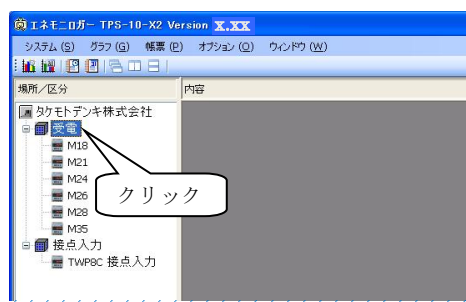 エネモニロガー TPS-10-X2 Version X.XX
システム (S) グラフ (G) 帳票 (P) オプション (O) ウィンドウ (W)
場所/区分 内容
タケモトデンキ株式会社
受電
M18
M21
M24
M26
M28
M35
接点入力
TWP8C 接点入力
クリック